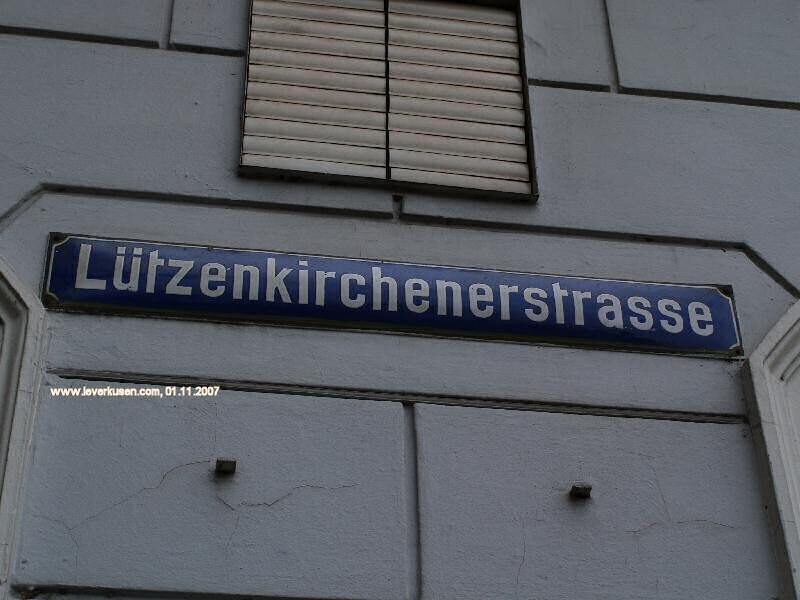 Lützenkirchenerstrasse
www.leverkusen.com, 01.11.2007